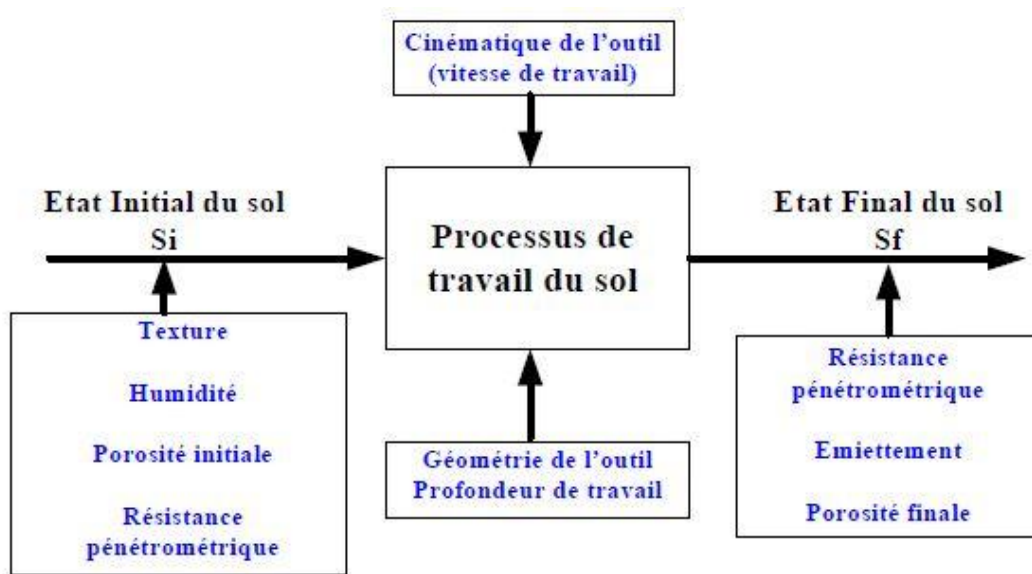 Cinématique de l'outil
(vitesse de travail)
Etat Initial du sol
Si
Processus de
travail du sol
Etat Final du sol
Sf
Texture
Humidité
Porosité initiale
Résistance
pénétrométrique
Géométrie de l'outil
Profondeur de travail
Résistance
pénétrométrique
Emiettement
Porosité finale